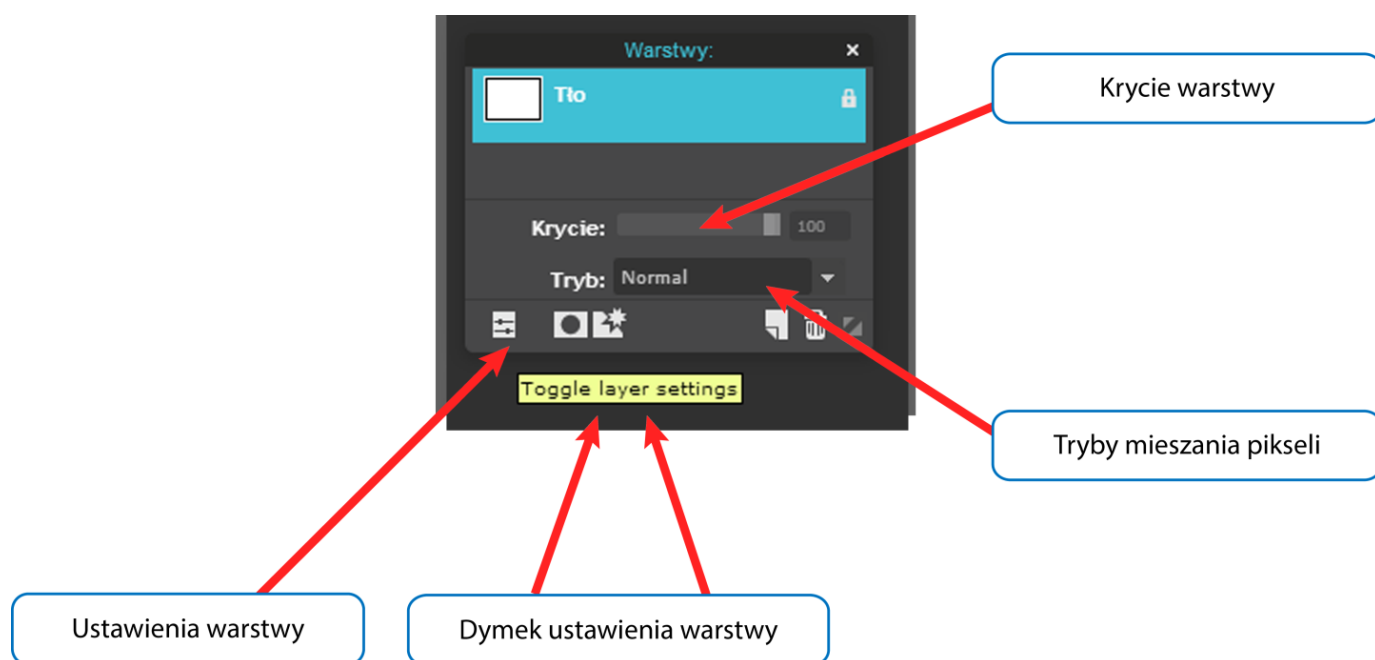 Warstwy:
Tło
Krycie warstwy
Krycie:
100
Tryb:
Normal
Toggle layer settings
Tryby mieszania pikseli
Ustawienia warstwy
Dymek ustawienia warstwy